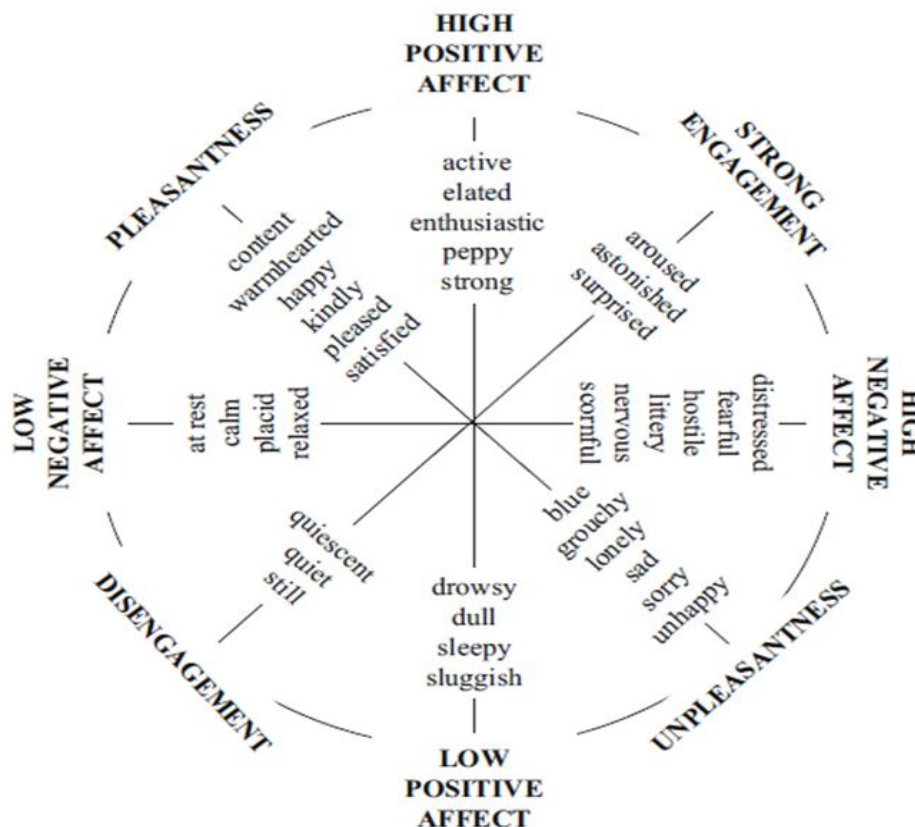 HIGH
POSITIVE
AFFECT
STRONG
ENGAGEMENT
PLEASANTNESS
active
elated
enthusiastic
peppy
strong
content
warmhearted
happy
kindly
pleased
satisfied
aroused
astonished
surprised
LOW
NEGATIVE
AFFECT
at rest
calm
placid
relaxed
scornful
nervous
littery
hostile
fearful
distressed
HIGH
NEGATIVE
AFFECT
quiescent
quiet
still
blue
grouchy
lonely
sad
sorry
unhappy
drowsy
dull
sleepy
sluggish
DISENGAGEMENT
UNPLEASANTNESS
LOW
POSITIVE
AFFECT